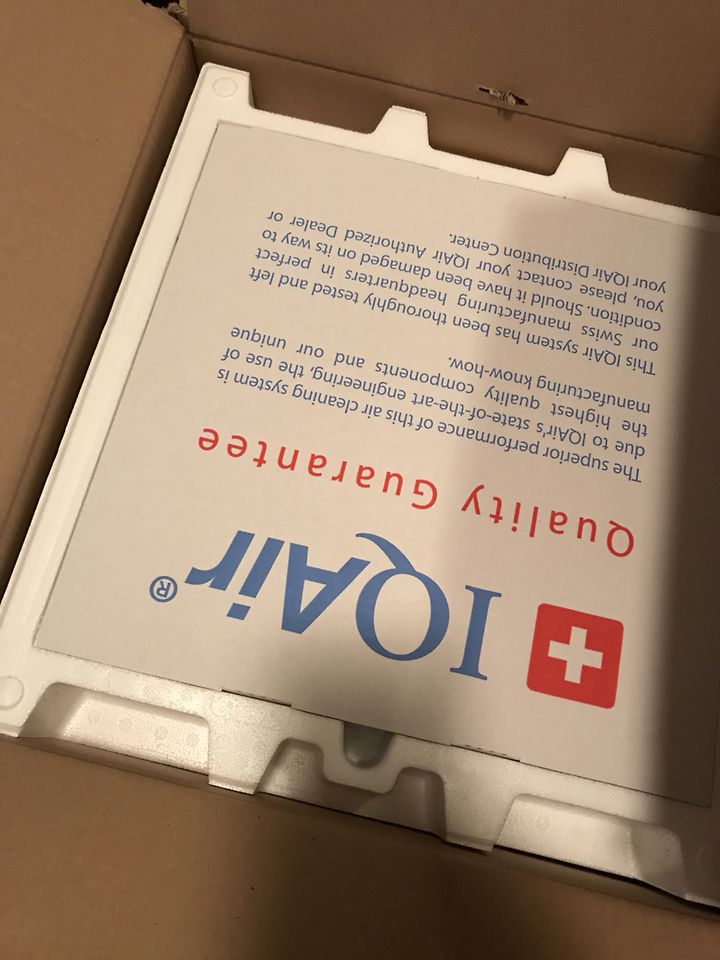 IQAir®
Quality Guarantee
The superior performance of this air cleaning system is
due to IQAir's state-of-the-art engineering, the use of
the highest quality components and our unique
manufacturing know-how.
This IQAir system has been thoroughly tested and left
our Swiss manufacturing headquarters in perfect
condition. Should it have been damaged on its way to
you, please contact your IQAir Authorized Dealer or
your IQAir Distribution Center.